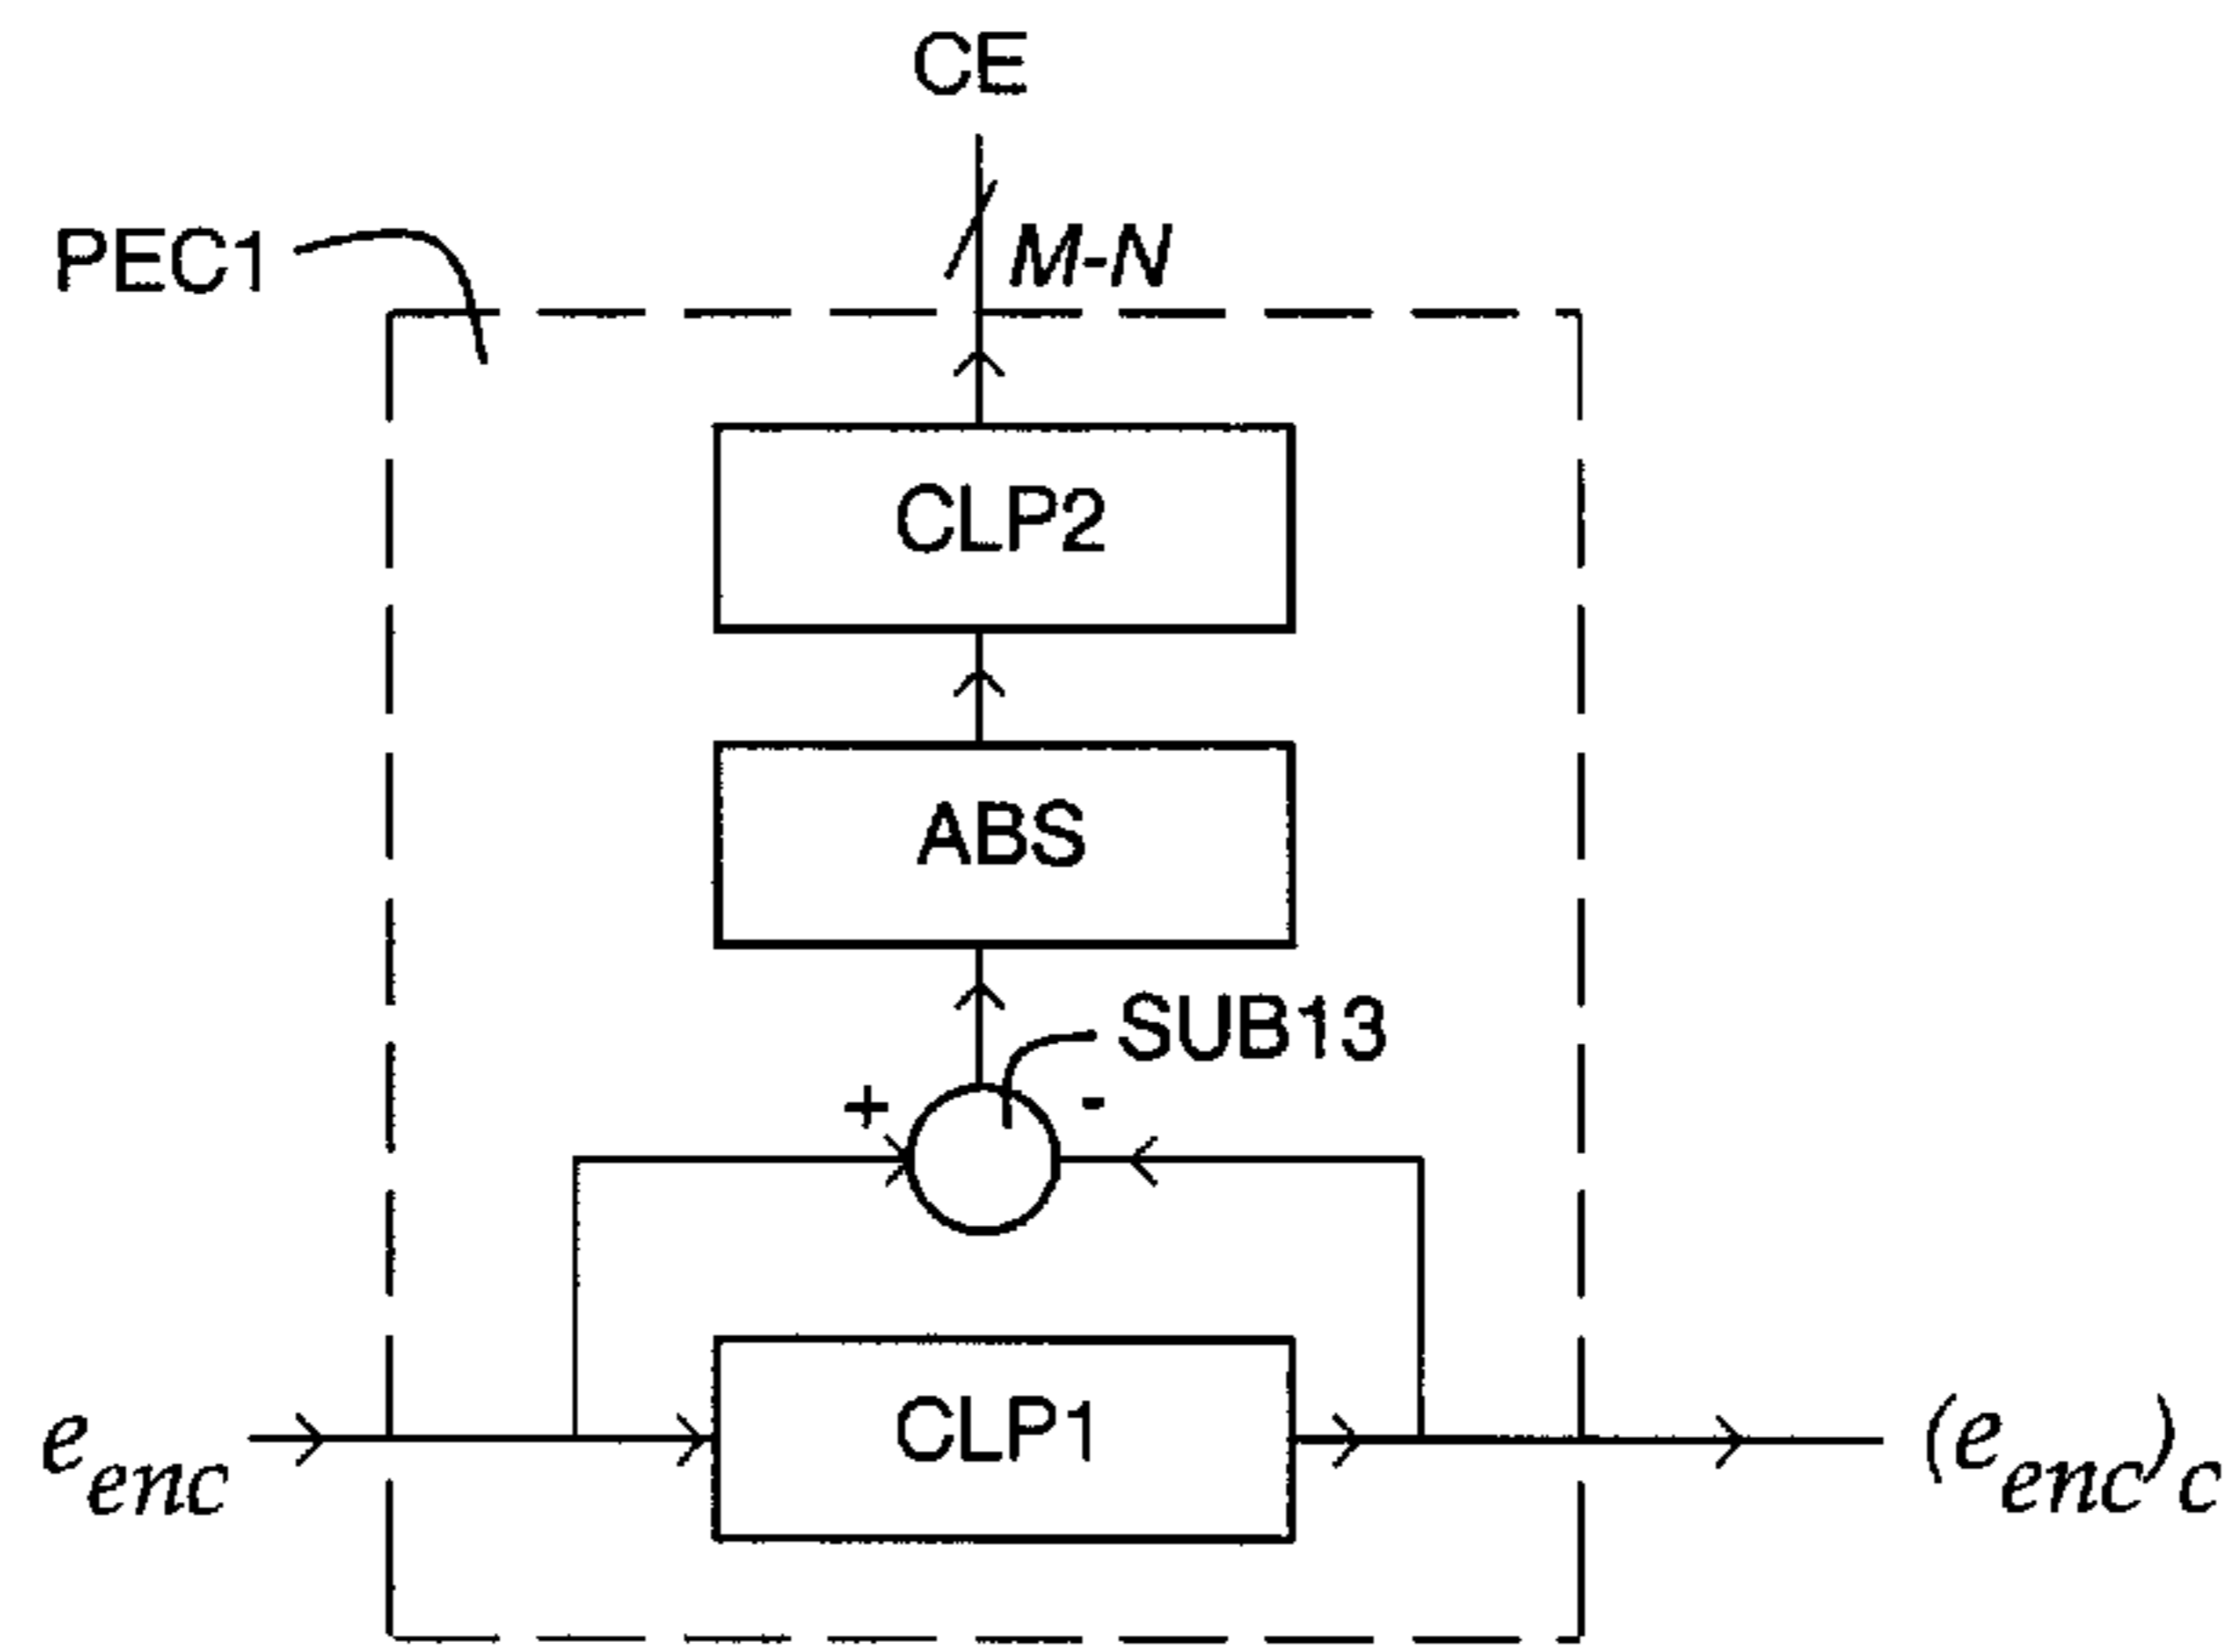 CE
M-N
PEC1
CLP2
ABS
SUB13
+
-
CLP1
e_enc
(e_enc)_c